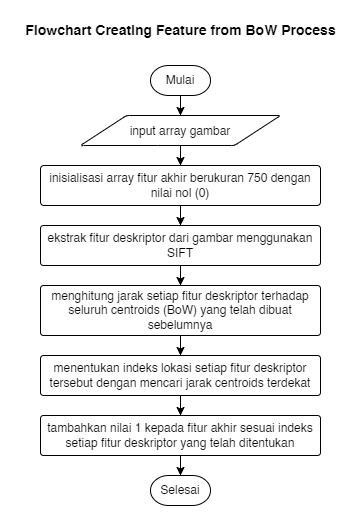 Flowchart Creating Feature from BoW Process
Mulai
input array gambar
inisialisasi array fitur akhir berukuran 750 dengan
nilai nol (0)
ekstrak fitur deskriptor dari gambar menggunakan
SIFT
menghitung jarak setiap fitur deskriptor terhadap
seluruh centroids (BoW) yang telah dibuat
sebelumnya
menentukan indeks lokasi setiap fitur deskriptor
tersebut dengan mencari jarak centroids terdekat
tambahkan nilai 1 kepada fitur akhir sesuai indeks
setiap fitur deskriptor yang telah ditentukan
Selesai